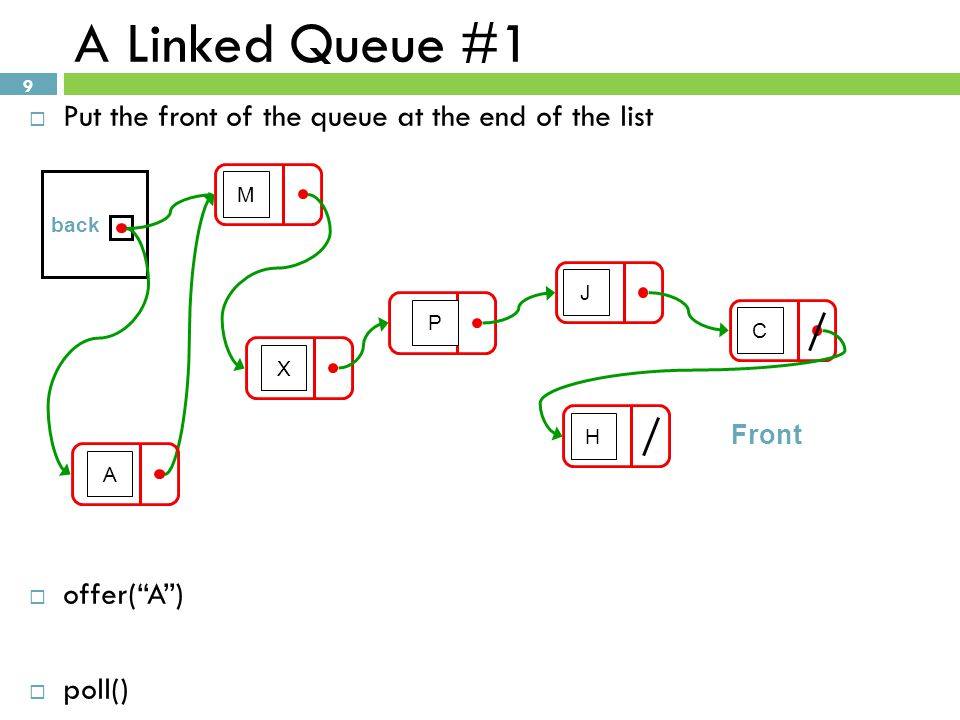 A Linked Queue #1
9
□ Put the front of the queue at the end of the list
M
back
J
P
C
X
H
Front
A
□ offer(“A”)
□ poll()